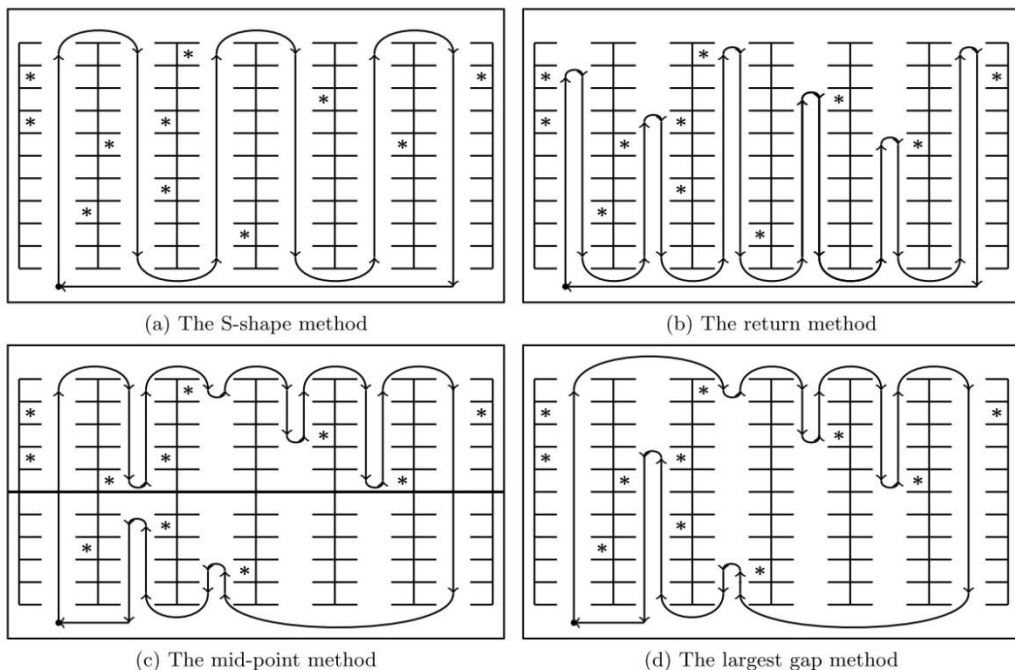 (a) The S-shape method
(b) The return method
(c) The mid-point method
(d) The largest gap method